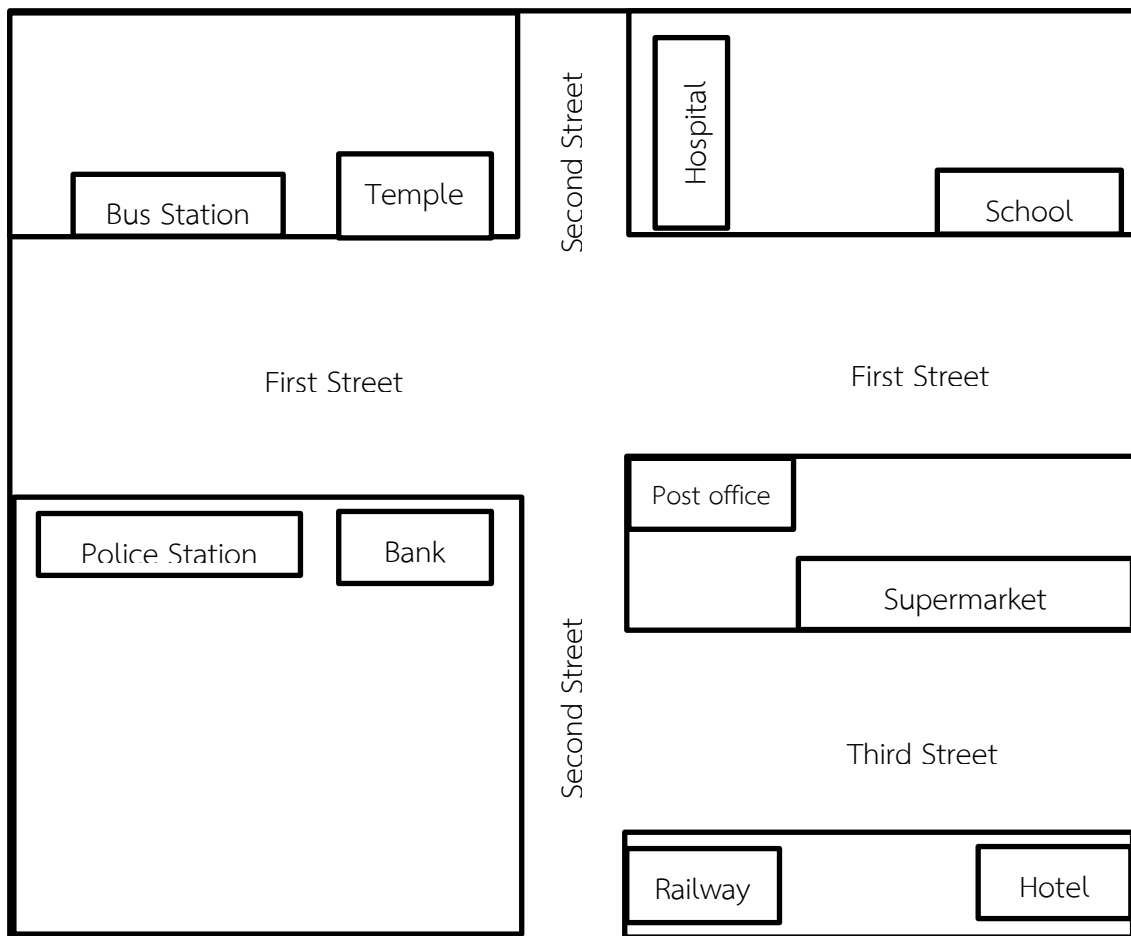 Second Street
Hospital
Temple
Bus Station
School
First Street
First Street
Post office
Police Station
Bank
Supermarket
Second Street
Third Street
Railway
Hotel